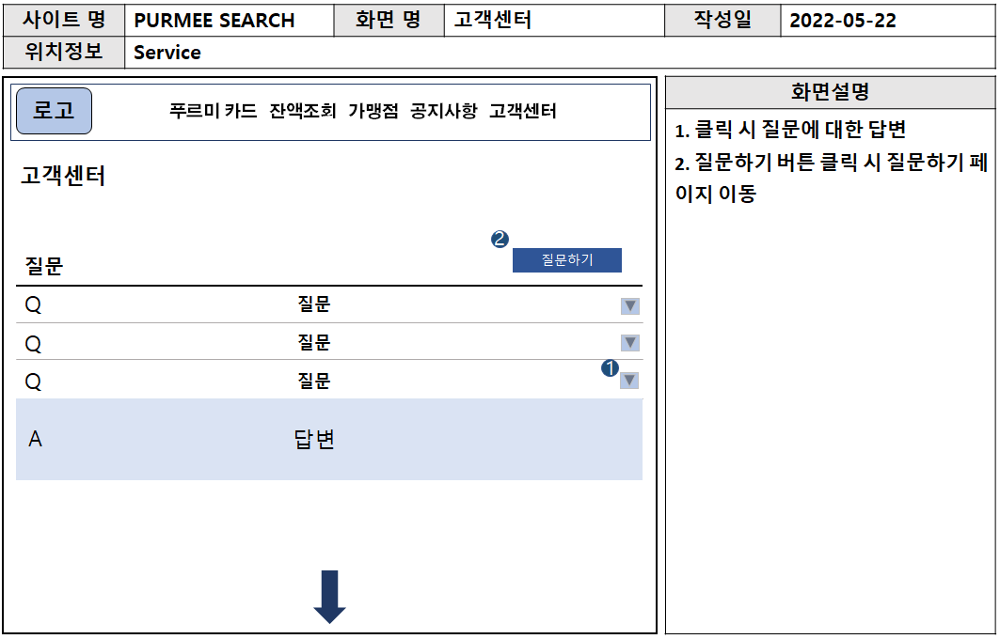 사이트 명 PURMEE SEARCH 화면 명 고객센터 작성일 2022-05-22
위치정보 Service
로고 푸르미 카드 잔액조회 가맹점 공지사항 고객센터
고객센터
2
질문 질문하기
Q 질문 ▼
Q 질문 ▼
1
Q 질문 ▼
A 답변
화면설명
1. 클릭 시 질문에 대한 답변
2. 질문하기 버튼 클릭 시 질문하기 페
이지 이동